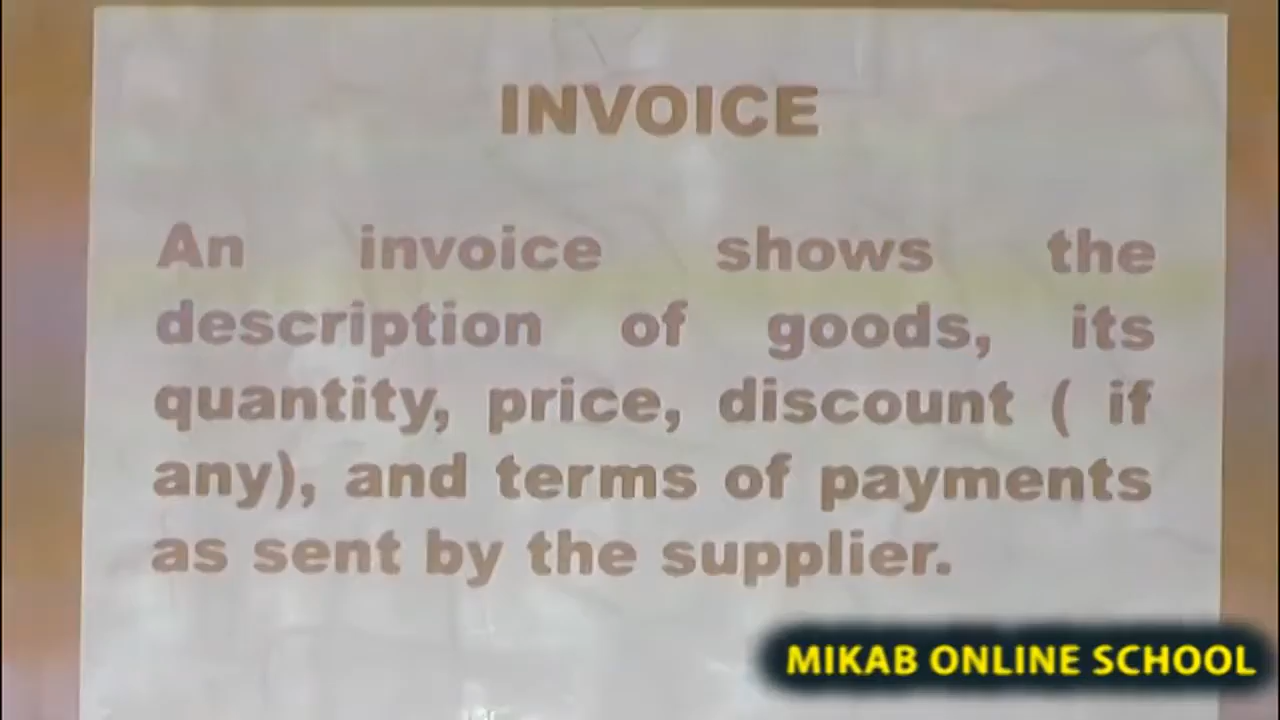 INVOICE
An invoice shows the
description of goods, its
quantity, price, discount ( if
any), and terms of payments
as sent by the supplier.
MIKAB ONLINE SCHOOL